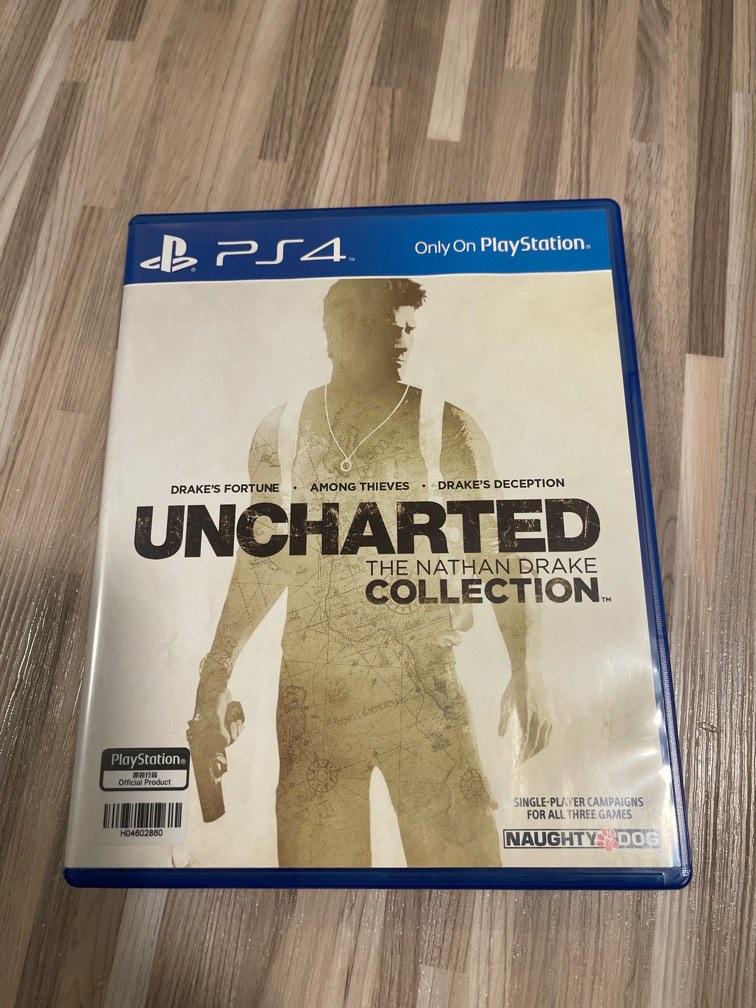 PS4
Only On PlayStation
DRAKE'S FORTUNE • AMONG THIEVES • DRAKE'S DECEPTION
UNCHARTED
THE NATHAN DRAKE
COLLECTION™
PlayStation
Official Product
H04602860
SINGLE-PLAYER CAMPAIGNS
FOR ALL THREE GAMES
NAUGHTY DOG